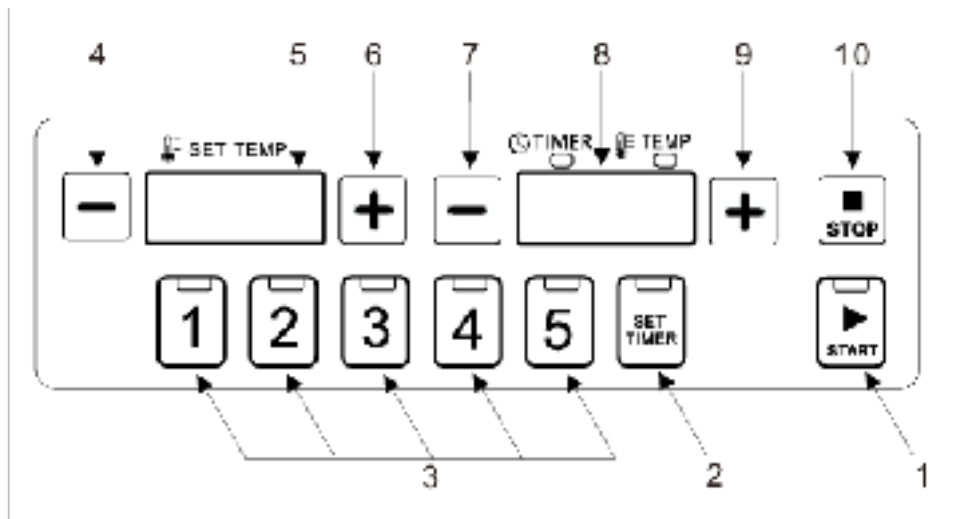 4 5 6 7 8 9 10
SET TEMP TIMER TEMP
− + − + STOP
1 2 3 4 5 SET TIMER START
3 2 1